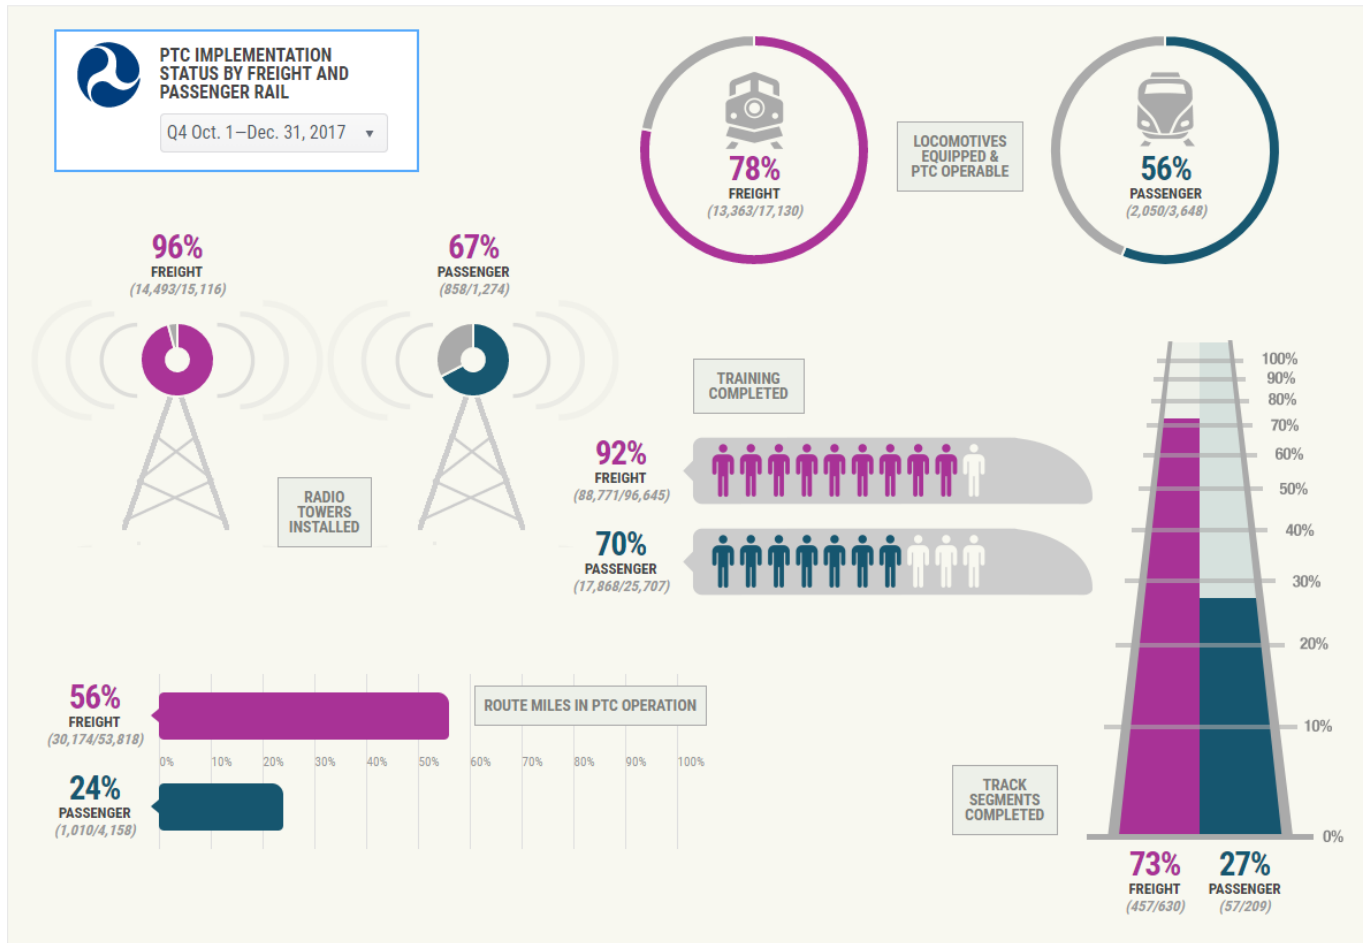 PTC IMPLEMENTATION
STATUS BY FREIGHT AND
PASSENGER RAIL
Q4 Oct. 1—Dec. 31, 2017
78%
FREIGHT
(13,363/17,130)
LOCOMOTIVES
EQUIPPED &
PTC OPERABLE
56%
PASSENGER
(2,050/3,648)
96%
FREIGHT
(14,493/15,116)
67%
PASSENGER
(858/1,274)
RADIO
TOWERS
INSTALLED
TRAINING
COMPLETED
92%
FREIGHT
(88,771/96,645)
70%
PASSENGER
(17,868/25,707)
100%
90%
80%
70%
60%
50%
40%
30%
20%
10%
0%
TRACK
SEGMENTS
COMPLETED
73%
FREIGHT
(457/630)
27%
PASSENGER
(57/209)
56%
FREIGHT
(30,174/53,818)
ROUTE MILES IN PTC OPERATION
0% 10% 20% 30% 40% 50% 60% 70% 80% 90% 100%
24%
PASSENGER
(1,010/4,158)